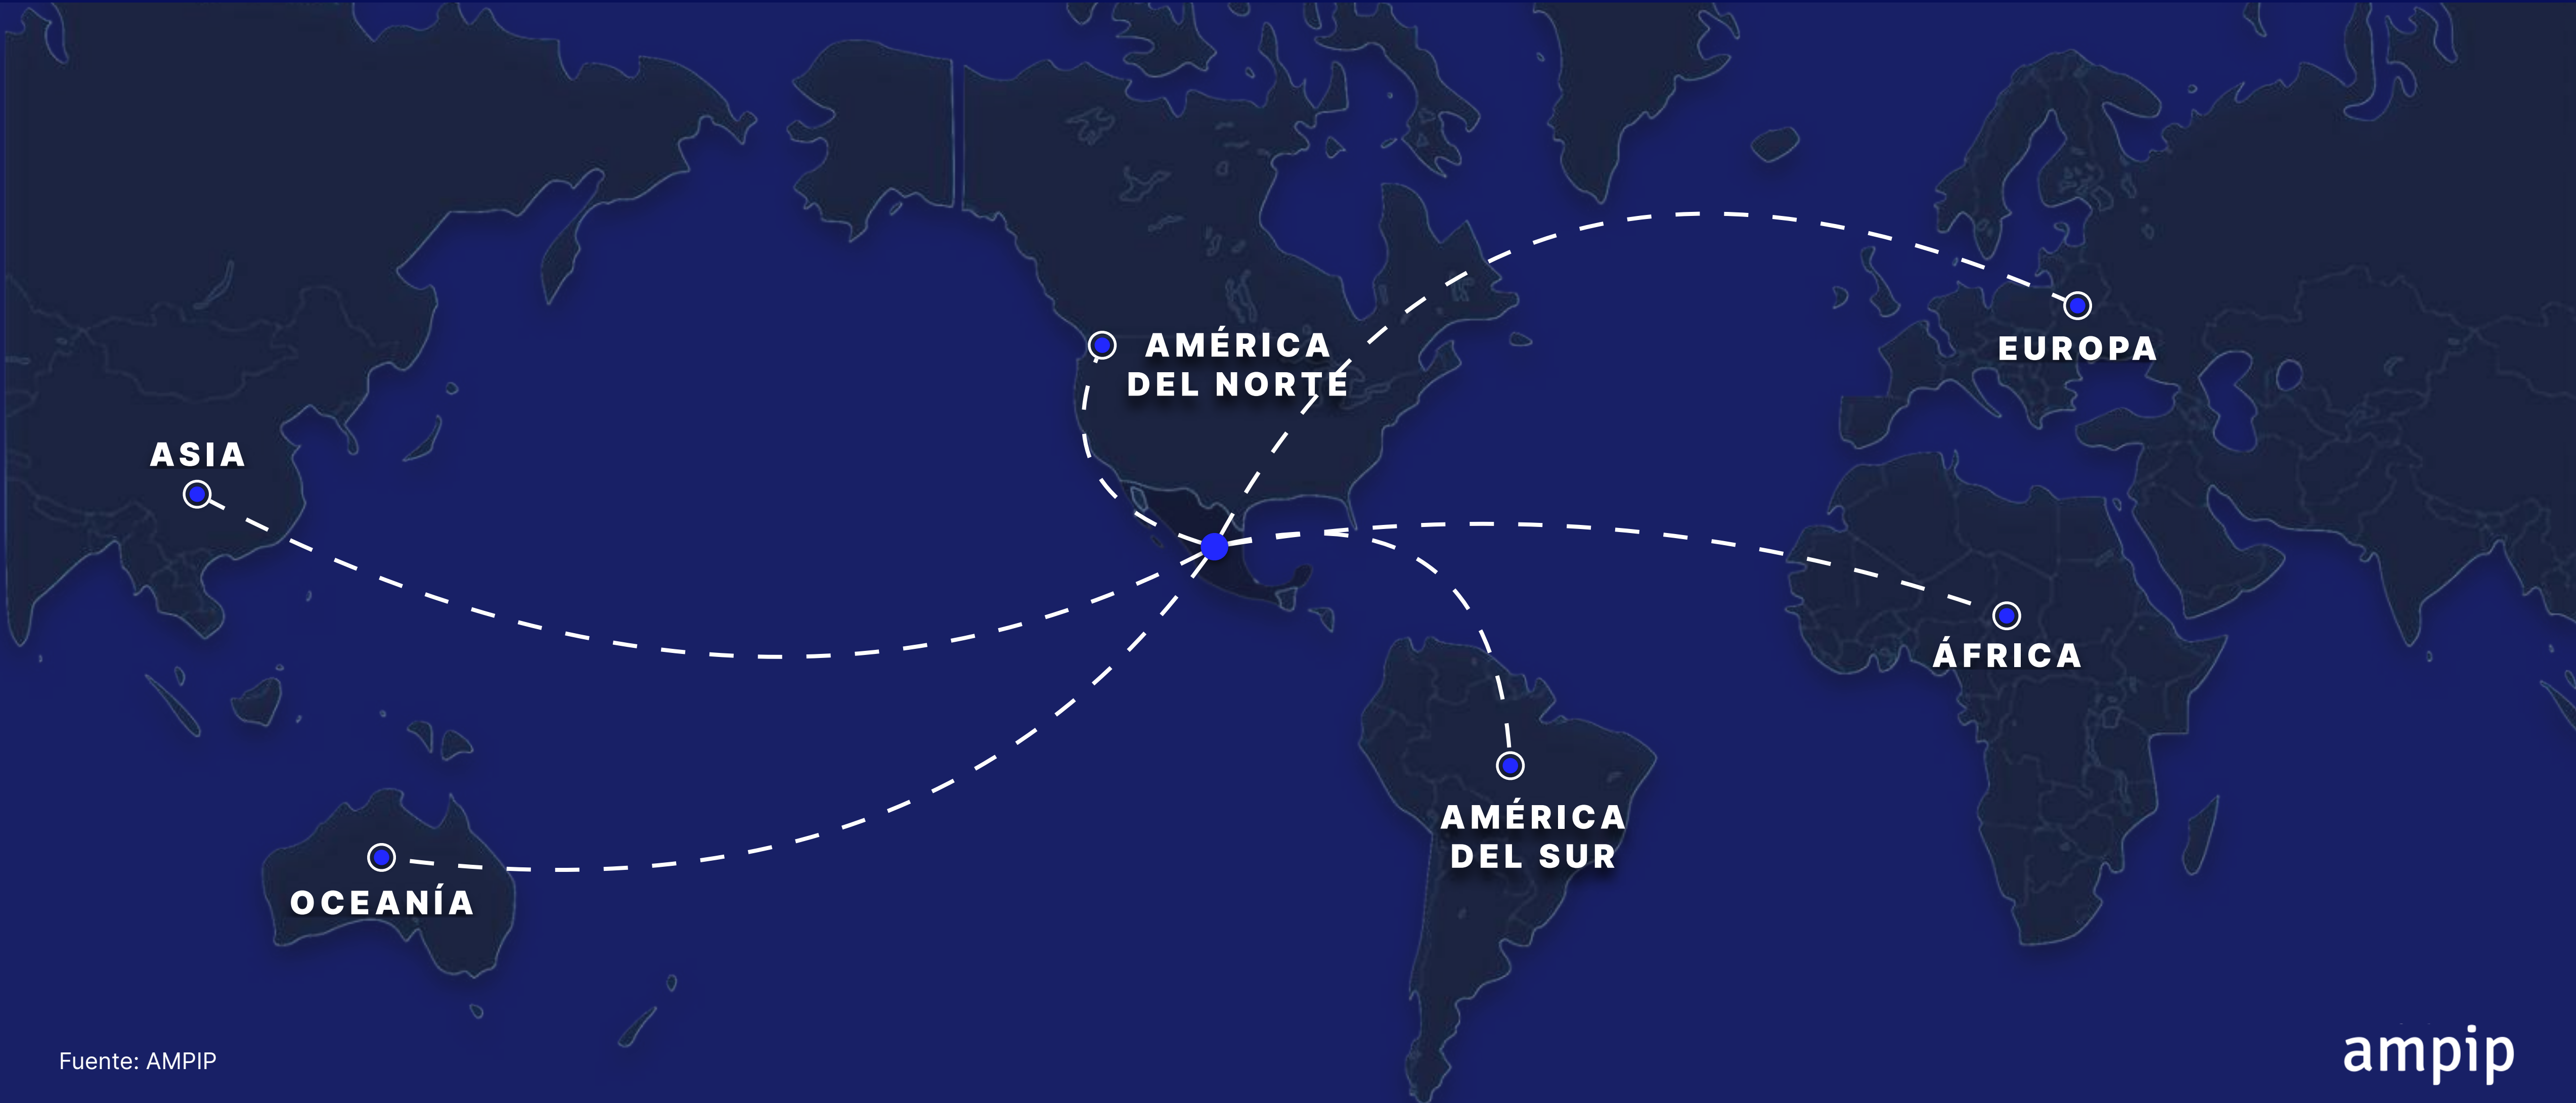 AMÉRICA
DEL NORTE
EUROPA
ASIA
ÁFRICA
AMÉRICA
DEL SUR
OCEANÍA
Fuente: AMPIP
ampip